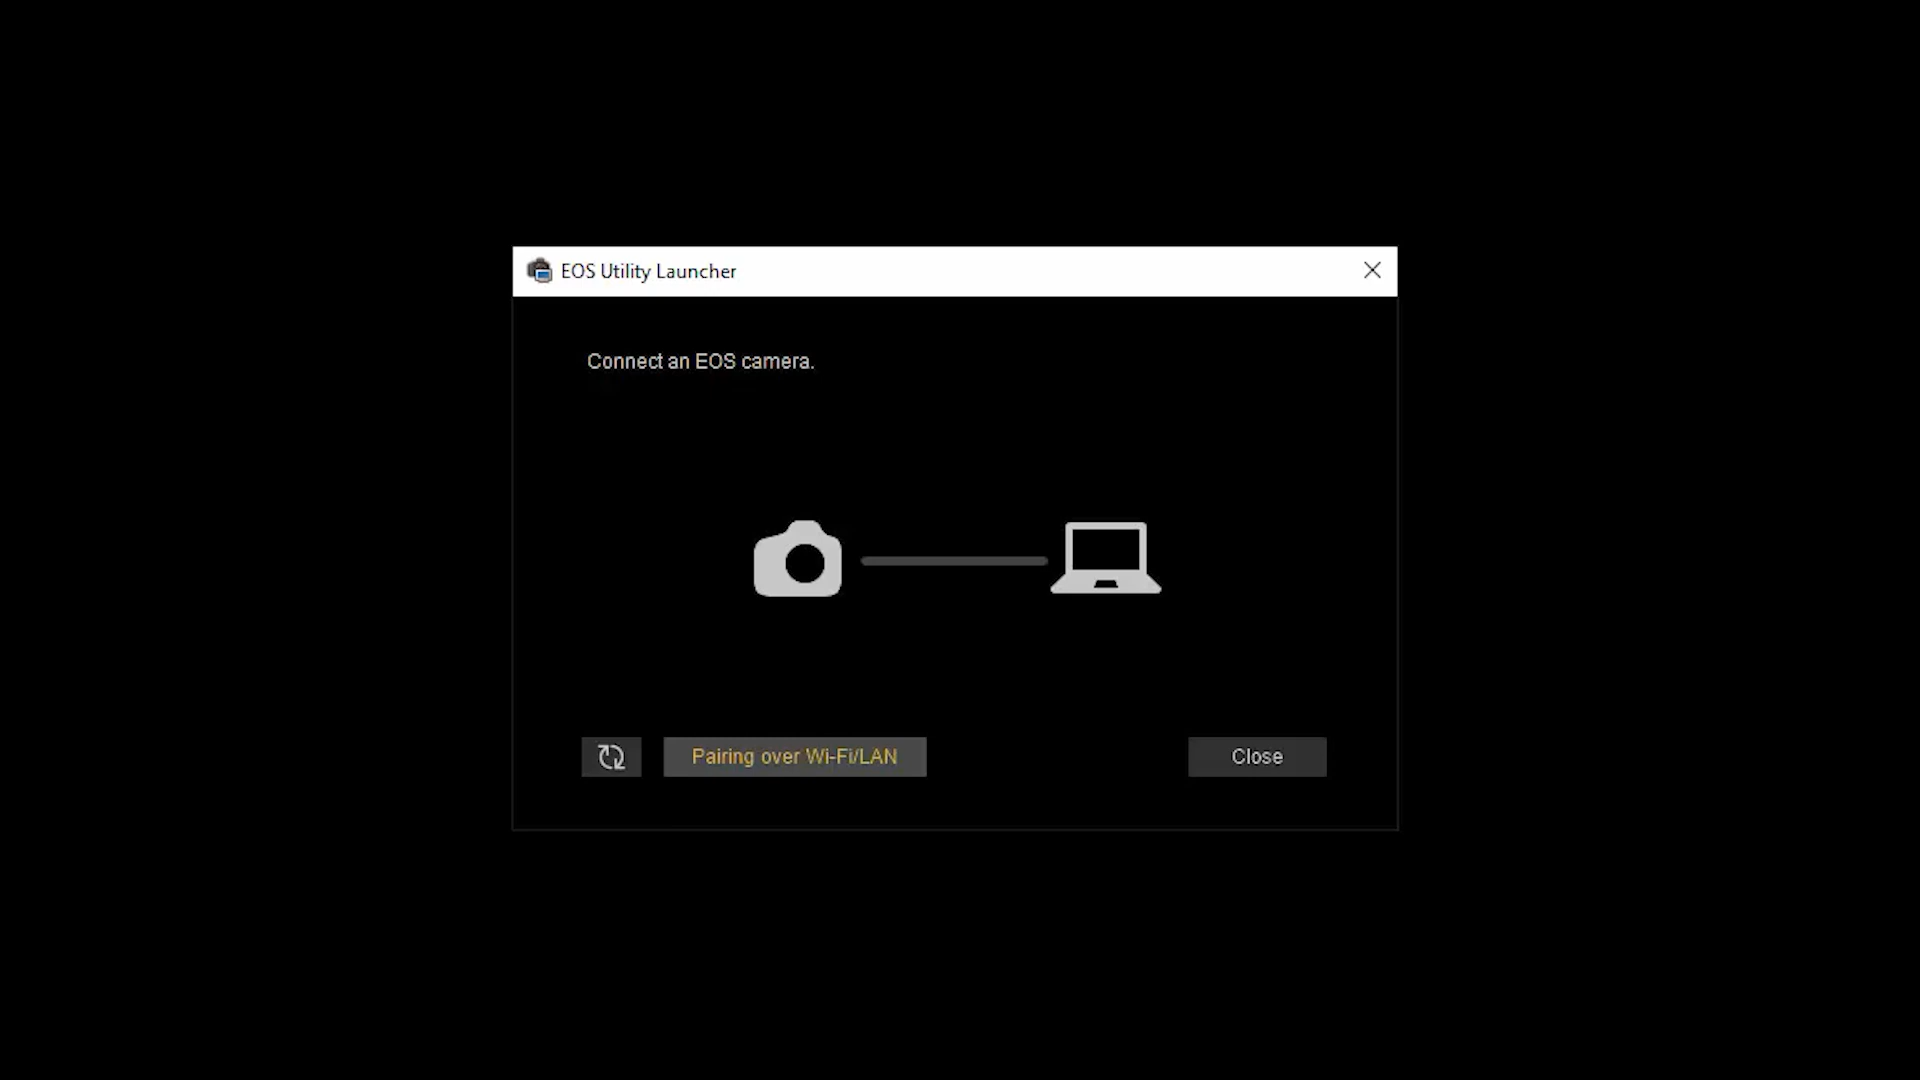 EOS Utility Launcher
Connect an EOS camera.
Pairing over Wi-Fi/LAN
Close